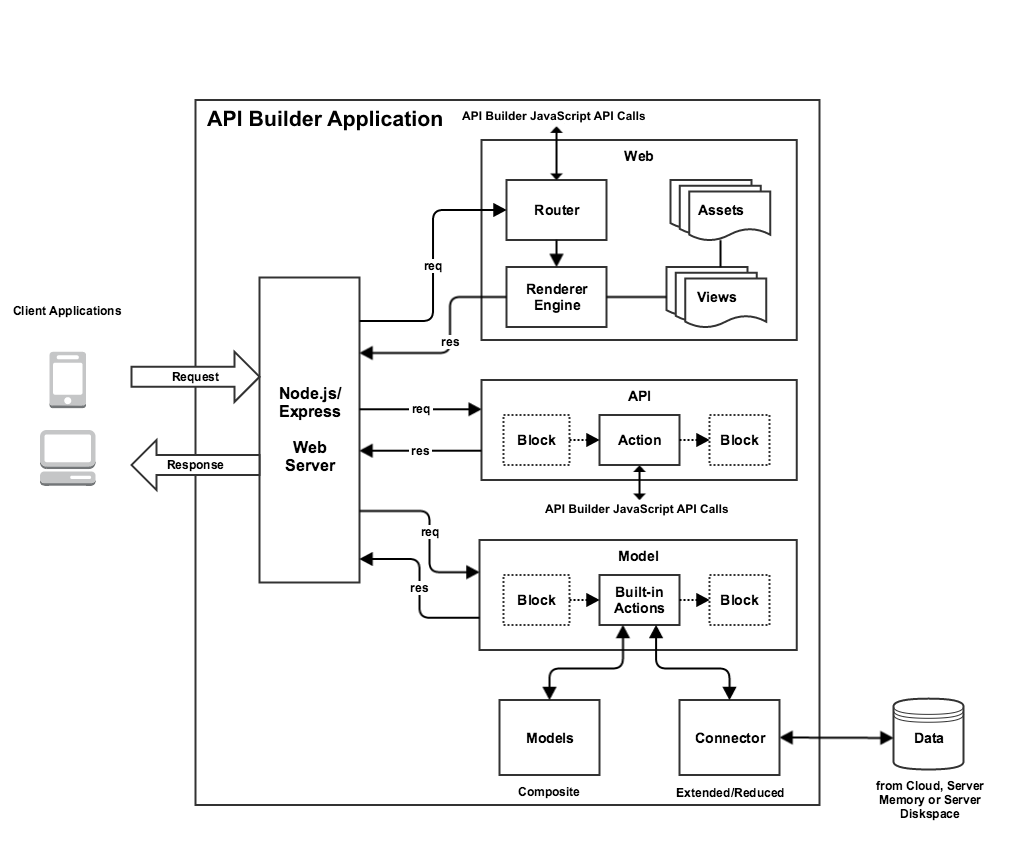 API Builder Application
API Builder JavaScript API Calls
Web
Router
Assets
req
Renderer
Engine
Views
res
Client Applications
Request
Node.js/
Express
Web
Server
Response
req
res
API
Block
Action
Block
API Builder JavaScript API Calls
req
res
Model
Block
Built-in
Actions
Block
Models
Composite
Connector
Extended/Reduced
Data
from Cloud, Server
Memory or Server
Diskspace